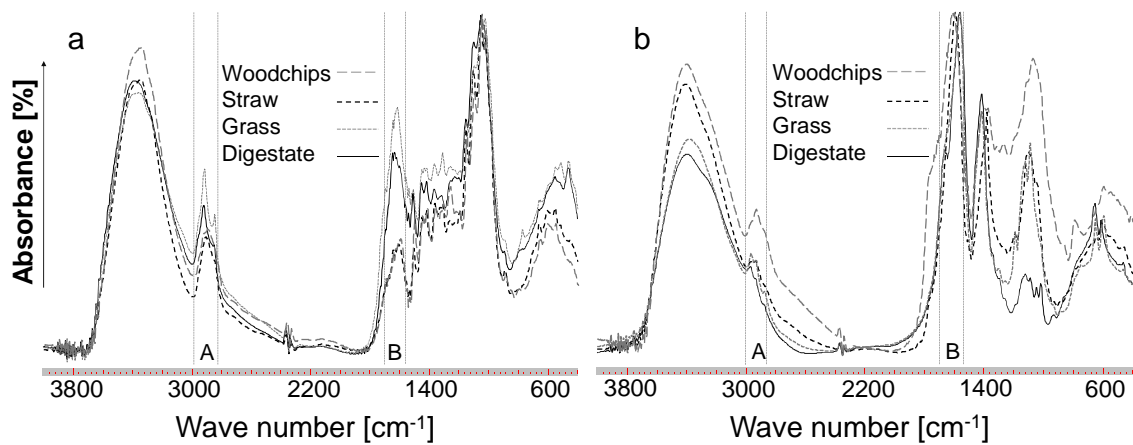 a
Absorbance [%]
Woodchips
Straw
Grass
Digestate
A
B
3800 3000 2200 1400 600
Wave number [cm-1]
b
Woodchips
Straw
Grass
Digestate
A
B
3800 3000 2200 1400 600
Wave number [cm-1]